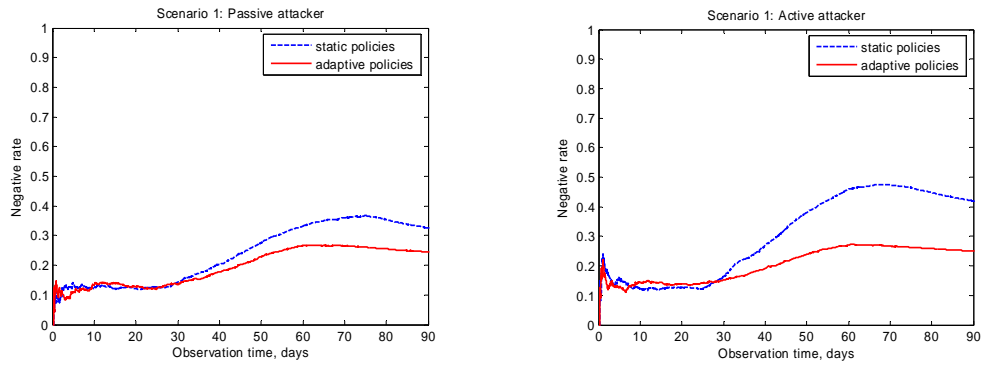 Scenario 1: Passive attacker
1
0.9
0.8
0.7
0.6
0.5
0.4
0.3
0.2
0.1
0
Negative rate
static policies
adaptive policies
0 10 20 30 40 50 60 70 80 90
Observation time, days
Scenario 1: Active attacker
1
0.9
0.8
0.7
0.6
0.5
0.4
0.3
0.2
0.1
0
Negative rate
static policies
adaptive policies
0 10 20 30 40 50 60 70 80 90
Observation time, days